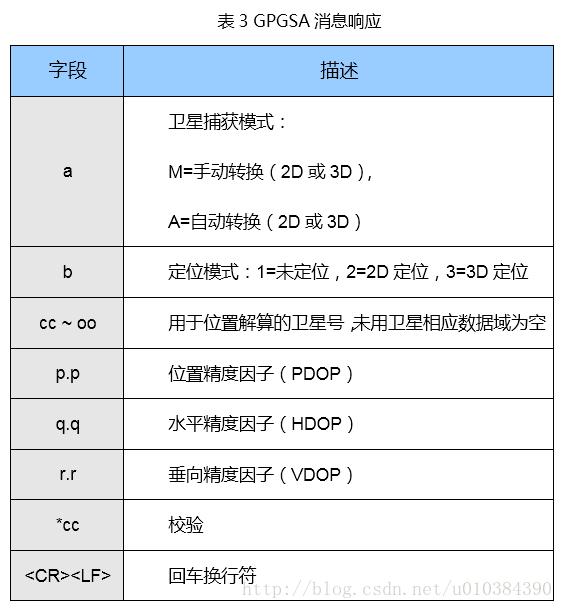 表 3 GPGSA 消息响应
字段 描述
a
卫星捕获模式：
M=手动转换（2D 或 3D），
A=自动转换（2D 或 3D）
b 定位模式：1=未定位，2=2D 定位，3=3D 定位
cc ~ oo 用于位置解算的卫星号，未用卫星相应数据域为空
p.p 位置精度因子（PDOP）
q.q 水平精度因子（HDOP）
r.r 垂向精度因子（VDOP）
*cc 校验
<CR><LF> 回车换行符
http://blog.csdn.net/u010384390